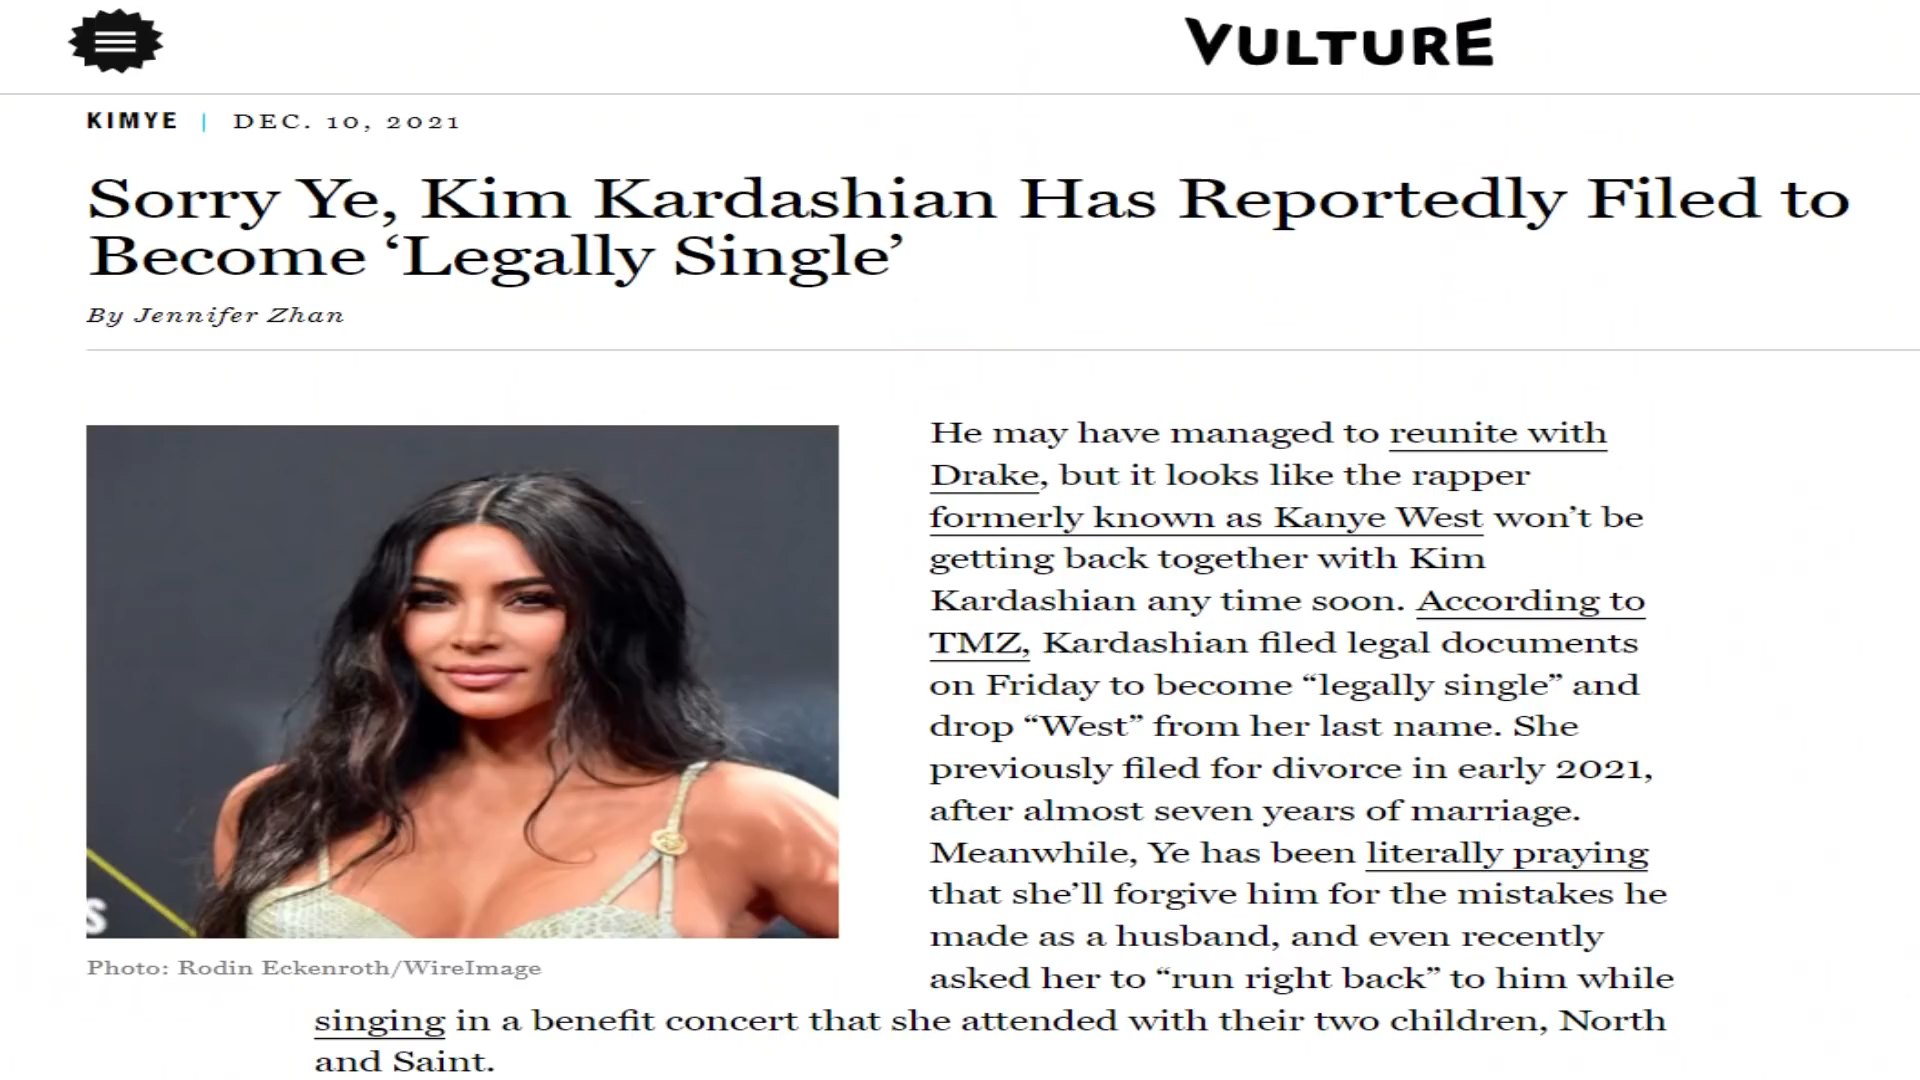 VULTURE
KIMYE | DEC. 10, 2021
Sorry Ye, Kim Kardashian Has Reportedly Filed to
Become ‘Legally Single’
By Jennifer Zhan
He may have managed to reunite with
Drake, but it looks like the rapper
formerly known as Kanye West won’t be
getting back together with Kim
Kardashian any time soon. According to
TMZ, Kardashian filed legal documents
on Friday to become “legally single” and
drop “West” from her last name. She
previously filed for divorce in early 2021,
after almost seven years of marriage.
Meanwhile, Ye has been literally praying
that she’ll forgive him for the mistakes he
made as a husband, and even recently
asked her to “run right back” to him while
singing in a benefit concert that she attended with their two children, North
and Saint.
S
Photo: Rodin Eckenroth/WireImage